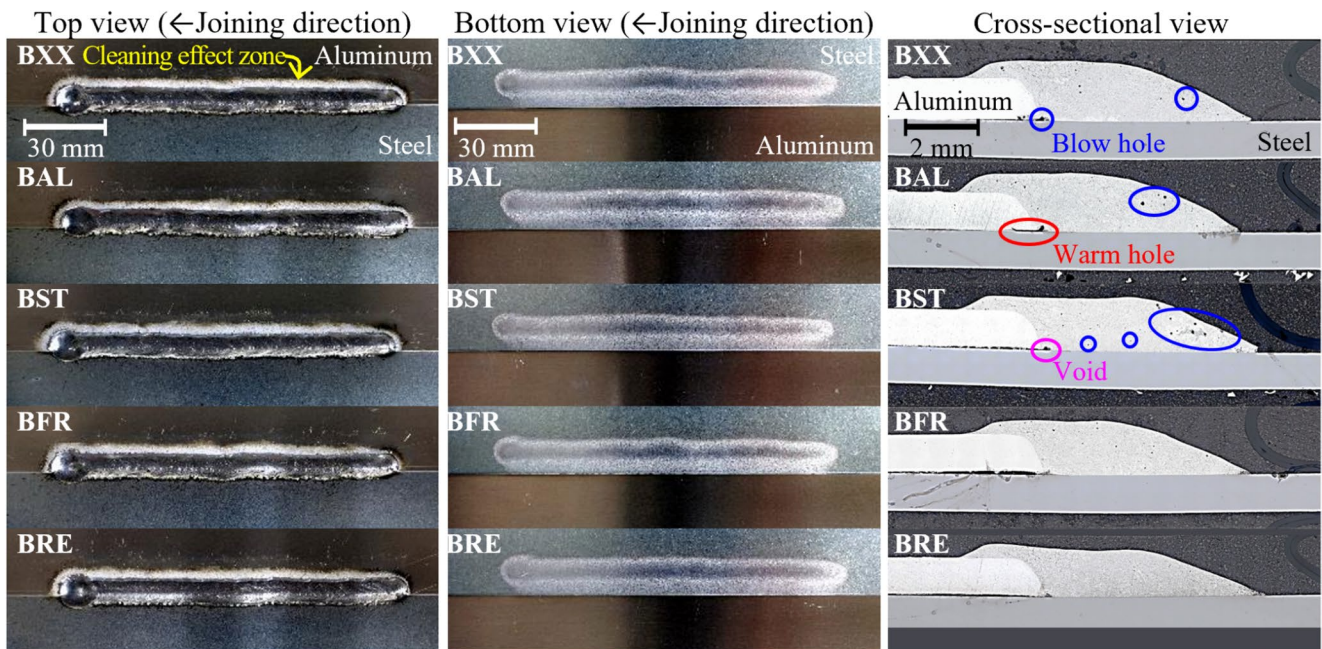 Top view (←Joining direction)
Bottom view (←Joining direction)
Cross-sectional view
BXX Cleaning effect zone Aluminum
30 mm
Steel
BXX Steel
30 mm
Aluminum
BXX
Aluminum
2 mm
Blow hole
Steel
BAL
BAL
BAL
Warm hole
BST
BST
BST
Void
BFR
BFR
BFR
BRE
BRE
BRE